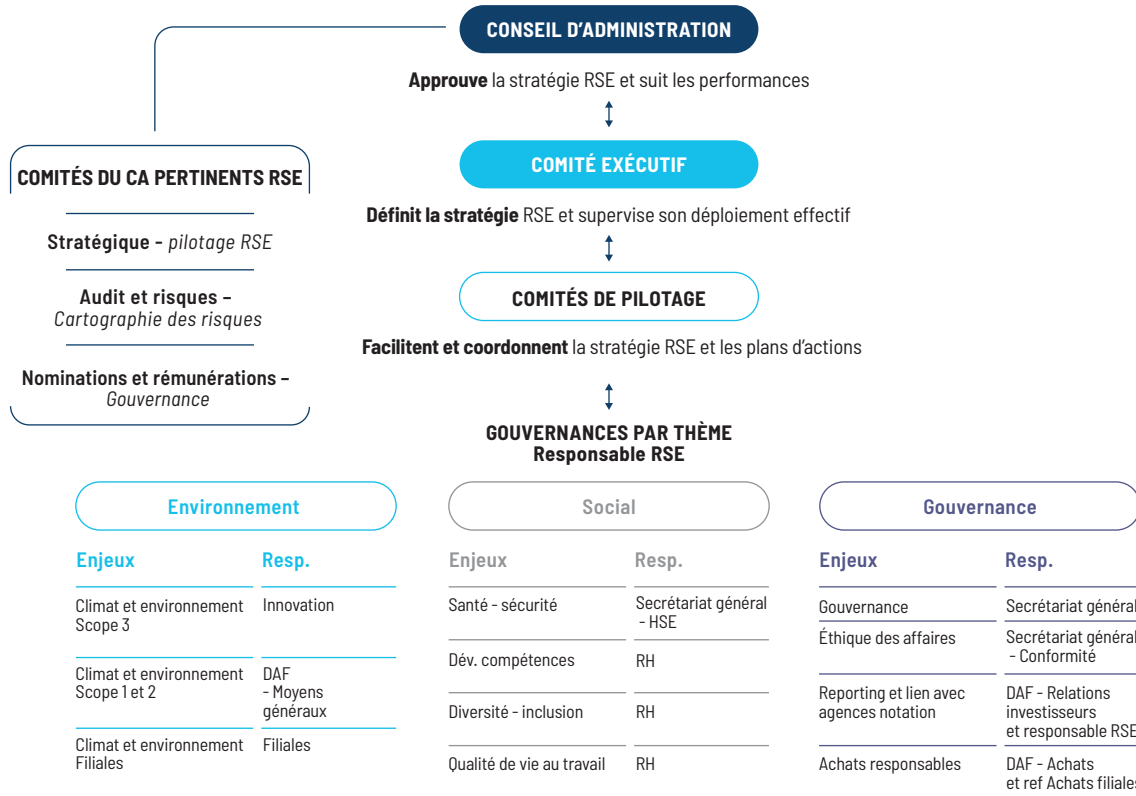 CONSEIL D'ADMINISTRATION
Approuve la stratégie RSE et suit les performances
COMITÉ EXÉCUTIF
Définit la stratégie RSE et supervise son déploiement effectif
COMITÉS DE PILOTAGE
Facilitent et coordonnent la stratégie RSE et les plans d'actions
COMITÉS DU CA PERTINENTS RSE
Stratégique - pilotage RSE
Audit et risques –
Cartographie des risques
Nominations et rémunérations –
Gouvernance
GOUVERNANCES PAR THÈME
Responsable RSE
Environnement
Enjeux Resp.
Climat et environnement Innovation
Scope 3
Climat et environnement DAF
Scope 1 et 2 - Moyens
généraux
Climat et environnement Filiales
Filiales
Social
Enjeux Resp.
Santé - sécurité Secrétariat général
- HSE
Dév. compétences RH
Diversité - inclusion RH
Qualité de vie au travail RH
Gouvernance
Enjeux Resp.
Gouvernance Secrétariat général
Éthique des affaires Secrétariat général
- Conformité
Reporting et lien avec DAF - Relations
agences notation investisseurs
et responsable RSE
Achats responsables DAF - Achats
et ref Achats filiales